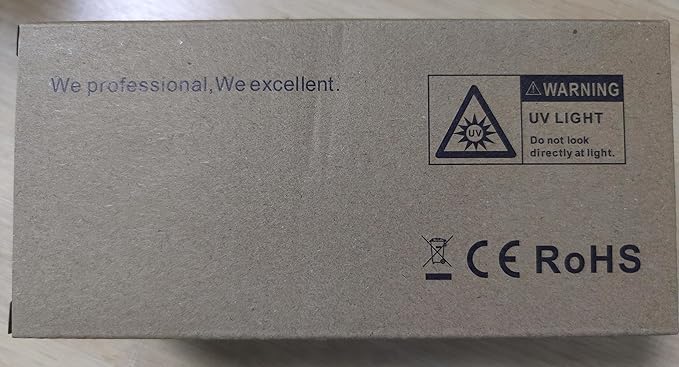 We professional,We excellent.
⚠WARNING
UV
UV LIGHT
Do not look
directly at light.
CE RoHS